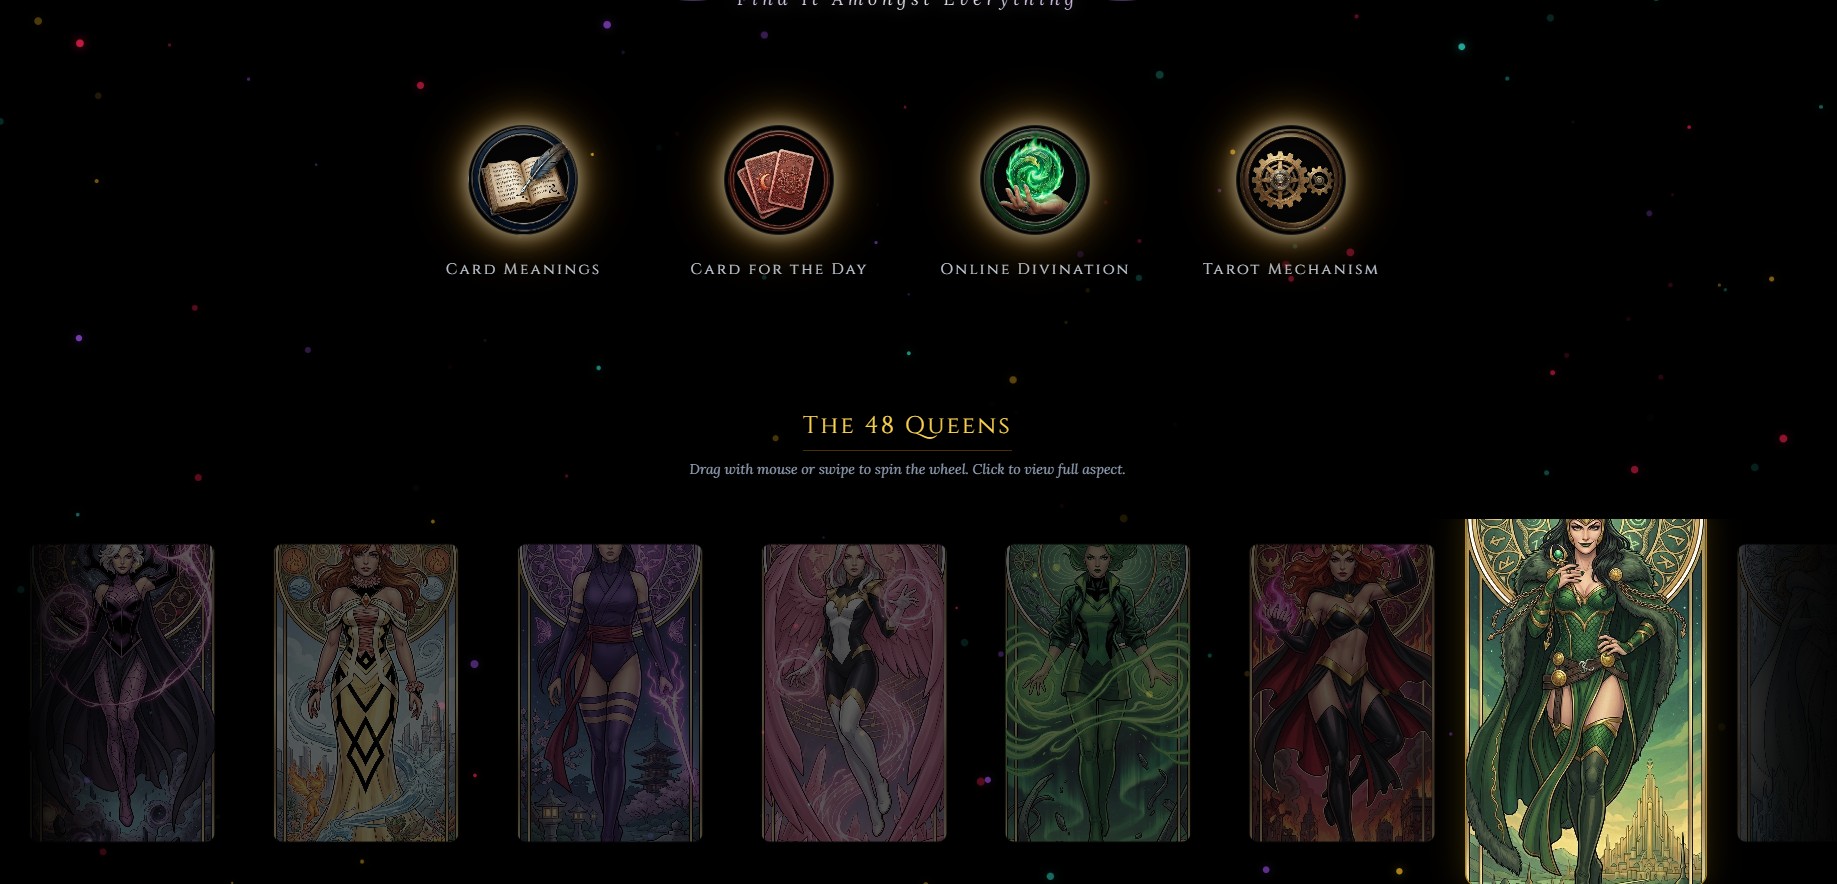 Find It Amongst Everything
Card Meanings
Card for the Day
Online Divination
Tarot Mechanism
The 48 Queens
Drag with mouse or swipe to spin the wheel. Click to view full aspect.